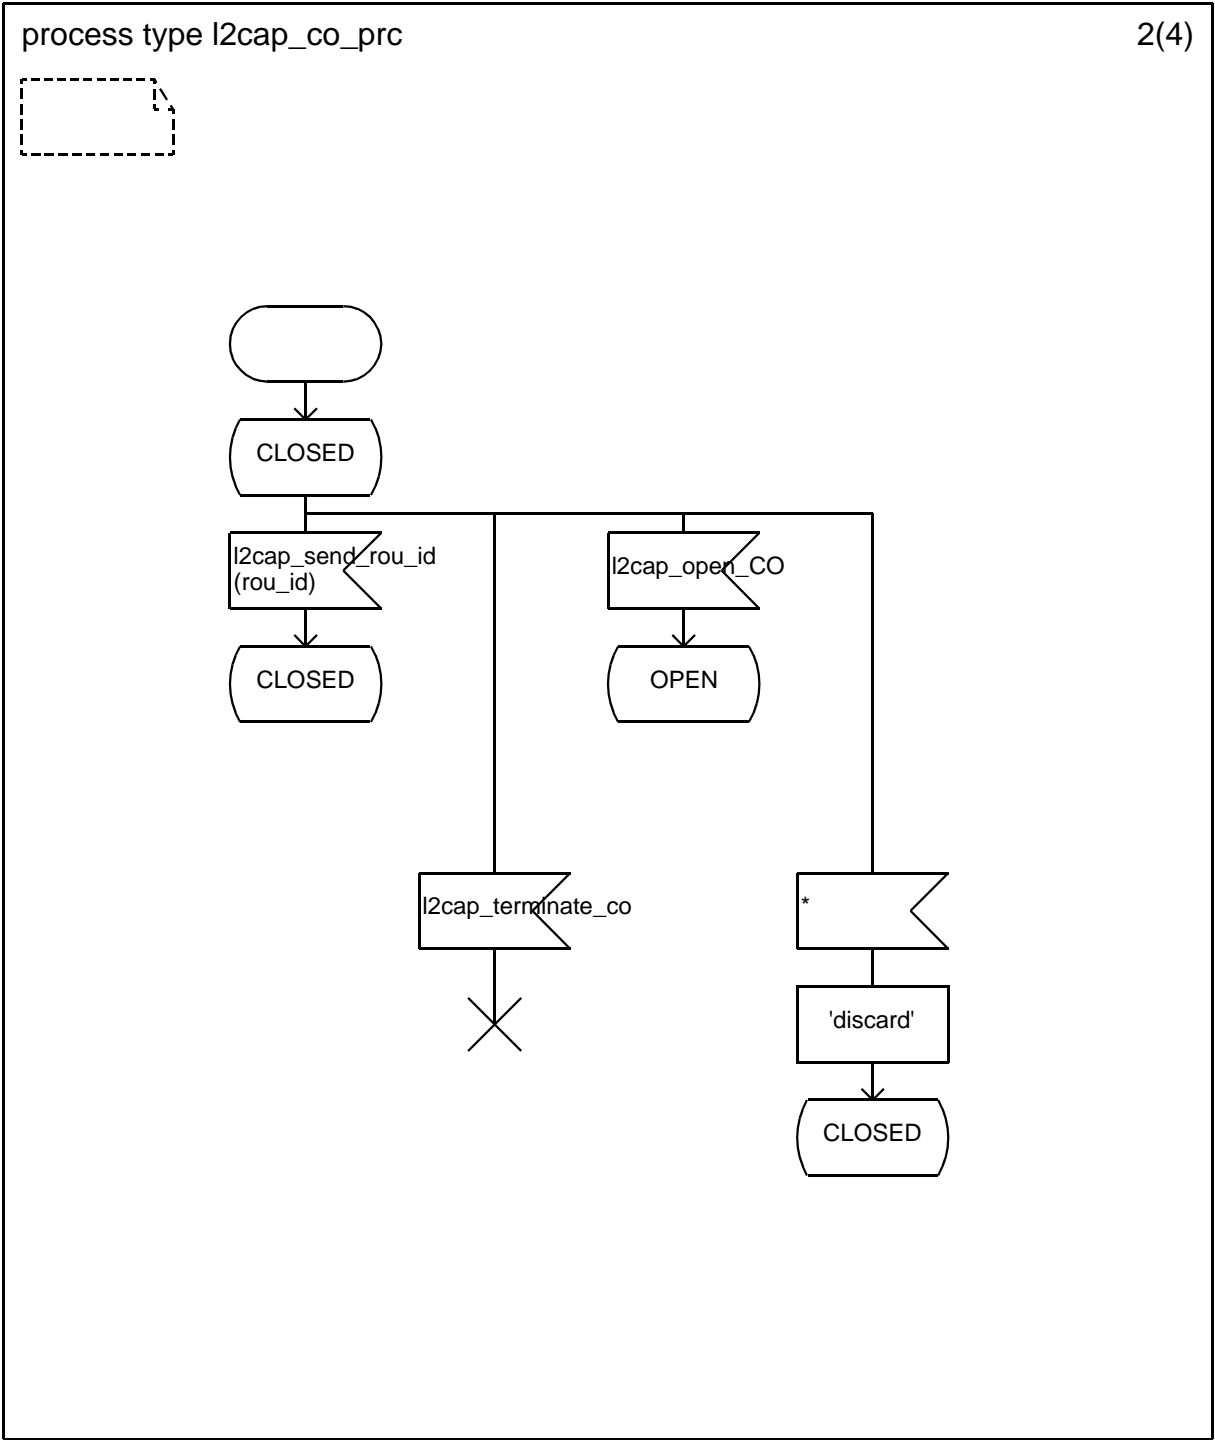 process type l2cap_co_prc
2(4)
CLOSED
l2cap_send_rou_id
(rou_id)
l2cap_open_CO
CLOSED
OPEN
l2cap_terminate_co
*
'discard'
CLOSED